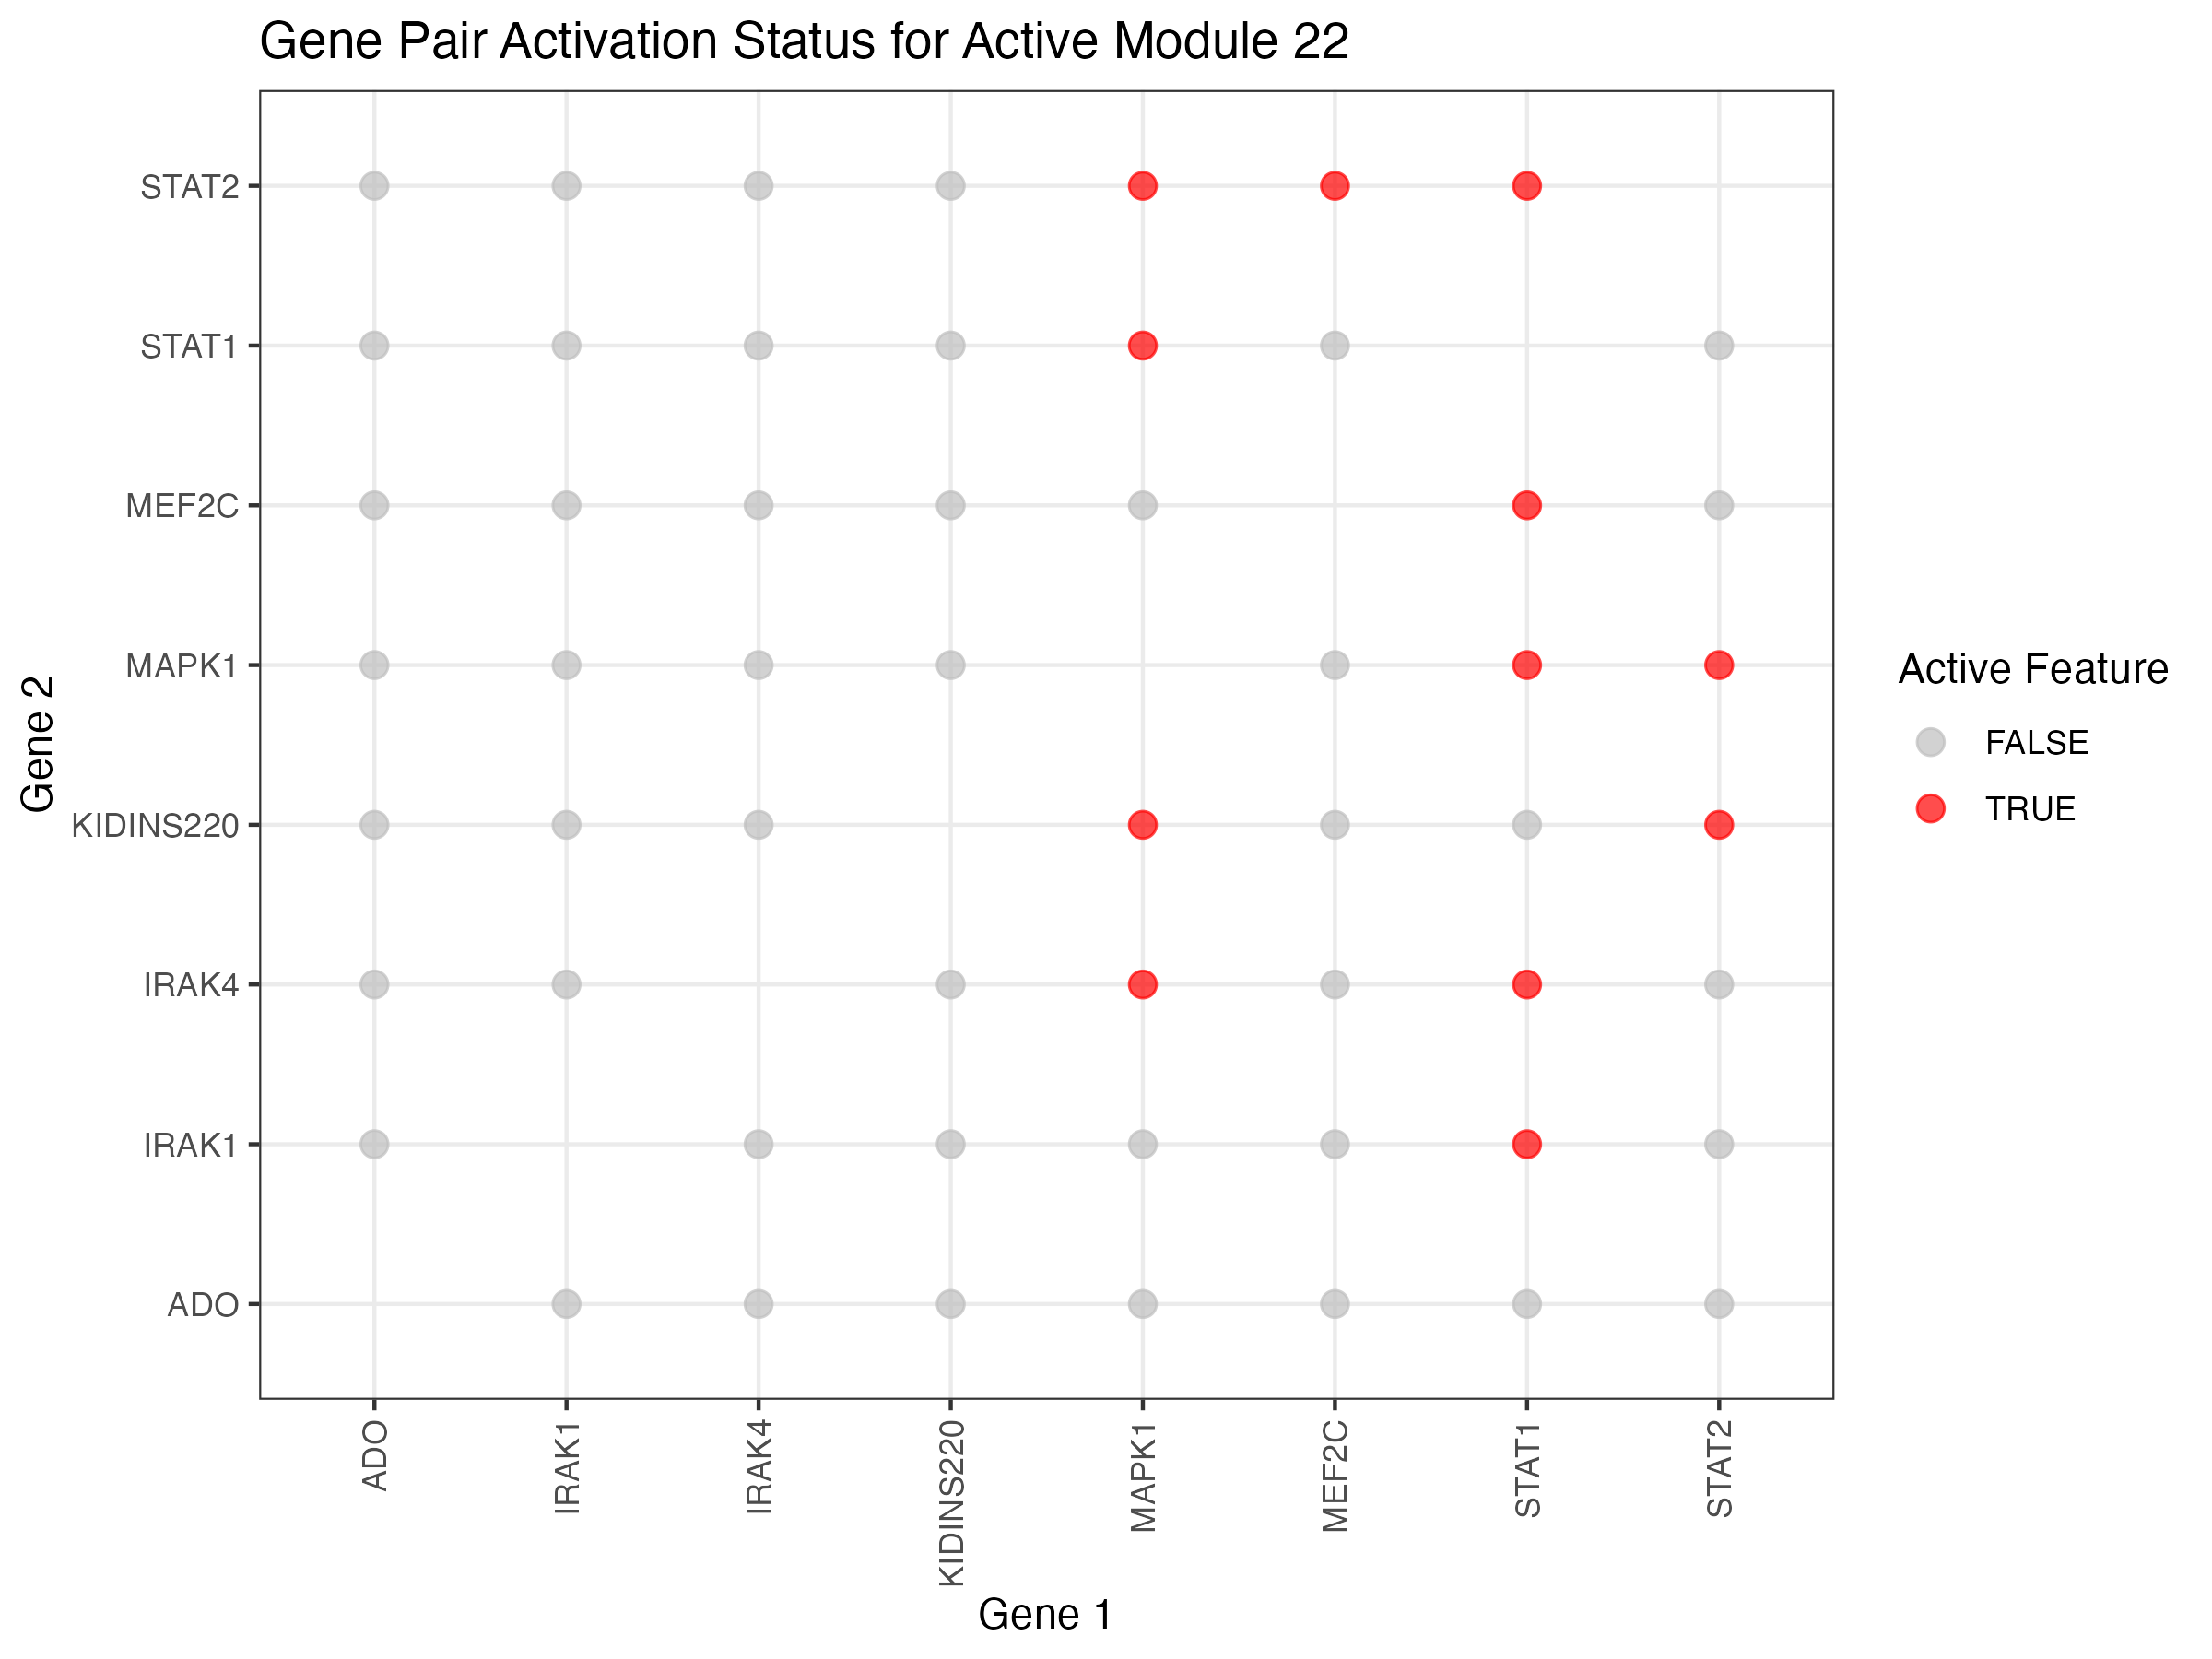 Gene Pair Activation Status for Active Module 22
Gene 2
STAT2
STAT1
MEF2C
MAPK1
KIDINS220
IRAK4
IRAK1
ADO
ADO
IRAK1
IRAK4
KIDINS220
MAPK1
MEF2C
STAT1
STAT2
Gene 1
Active Feature
FALSE
TRUE